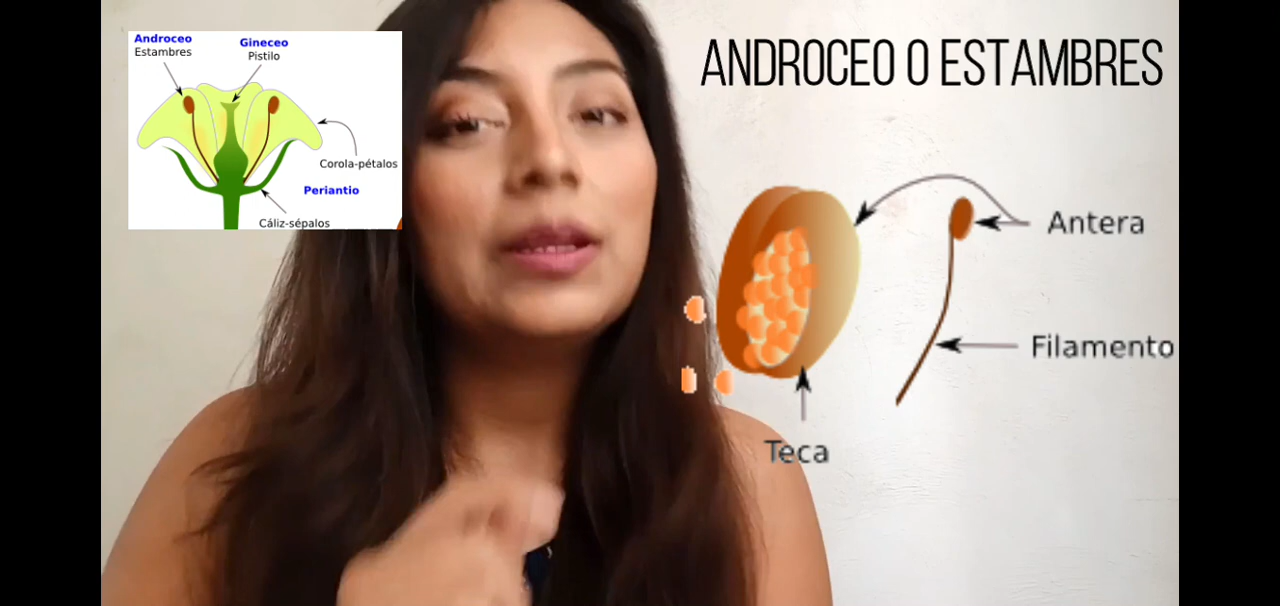 Androceo
Estambres
Gineceo
Pistilo
Corola-pétalos
Periantio
Cáliz-sépalos
ANDROCEO O ESTAMBRES
Antera
Filamento
Teca